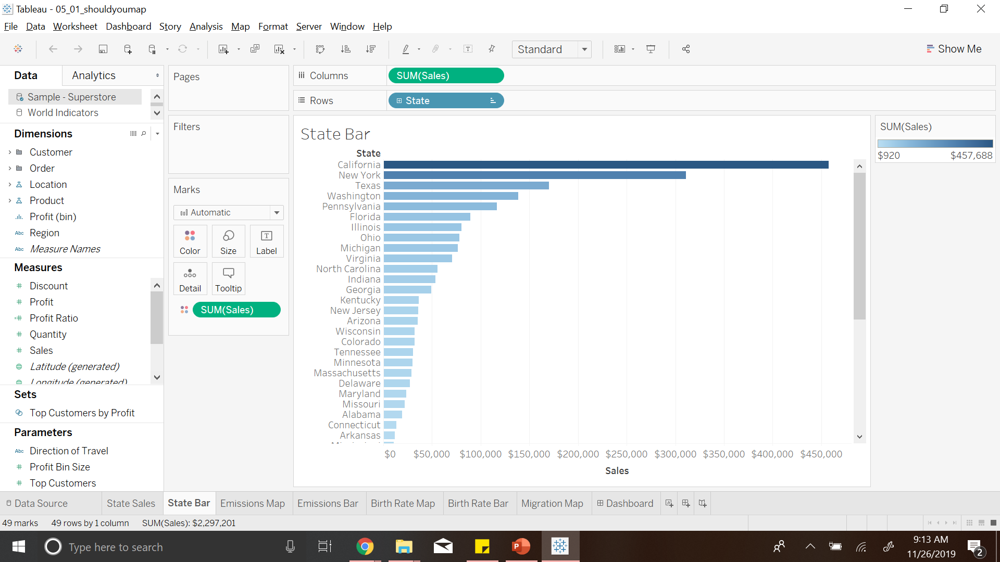 Tableau - 05_01_shouldyoumap
File Data Worksheet Dashboard Story Analysis Map Format Server Window Help
Standard
Show Me
Data Analytics
Sample - Superstore
World Indicators
Dimensions
Customer
Order
Location
Product
Profit (bin)
Abc Region
Abc Measure Names
Measures
# Discount
# Profit
=# Profit Ratio
# Quantity
# Sales
Latitude (generated)
Longitude (generated)
Sets
Top Customers by Profit
Parameters
Abc Direction of Travel
# Profit Bin Size
# Top Customers
Pages
Filters
Marks
Automatic
Color Size Label
Detail Tooltip
SUM(Sales)
Columns SUM(Sales)
Rows State
State Bar
State
California
New York
Texas
Washington
Pennsylvania
Florida
Illinois
Ohio
Michigan
Virginia
North Carolina
Indiana
Georgia
Kentucky
New Jersey
Arizona
Wisconsin
Colorado
Tennessee
Minnesota
Massachusetts
Delaware
Maryland
Missouri
Alabama
Connecticut
Arkansas
$0 $50,000 $100,000 $150,000 $200,000 $250,000 $300,000 $350,000 $400,000 $450,000
Sales
SUM(Sales)
$920 $457,688
Data Source State Sales State Bar Emissions Map Emissions Bar Birth Rate Map Birth Rate Bar Migration Map Dashboard
49 marks 49 rows by 1 column SUM(Sales): $2,297,201
Type here to search
9:13 AM
11/26/2019
2